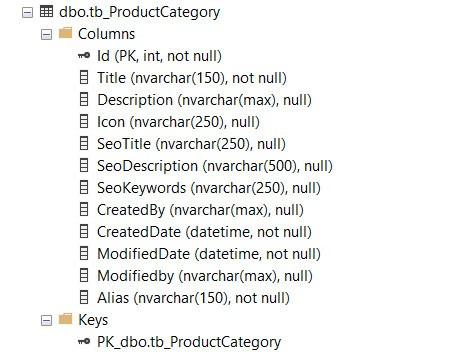 dbo.tb_ProductCategory
Columns
Id (PK, int, not null)
Title (nvarchar(150), not null)
Description (nvarchar(max), null)
Icon (nvarchar(250), null)
SeoTitle (nvarchar(250), null)
SeoDescription (nvarchar(500), null)
SeoKeywords (nvarchar(250), null)
CreatedBy (nvarchar(max), null)
CreatedDate (datetime, not null)
ModifiedDate (datetime, not null)
Modifiedby (nvarchar(max), null)
Alias (nvarchar(150), not null)
Keys
PK_dbo.tb_ProductCategory